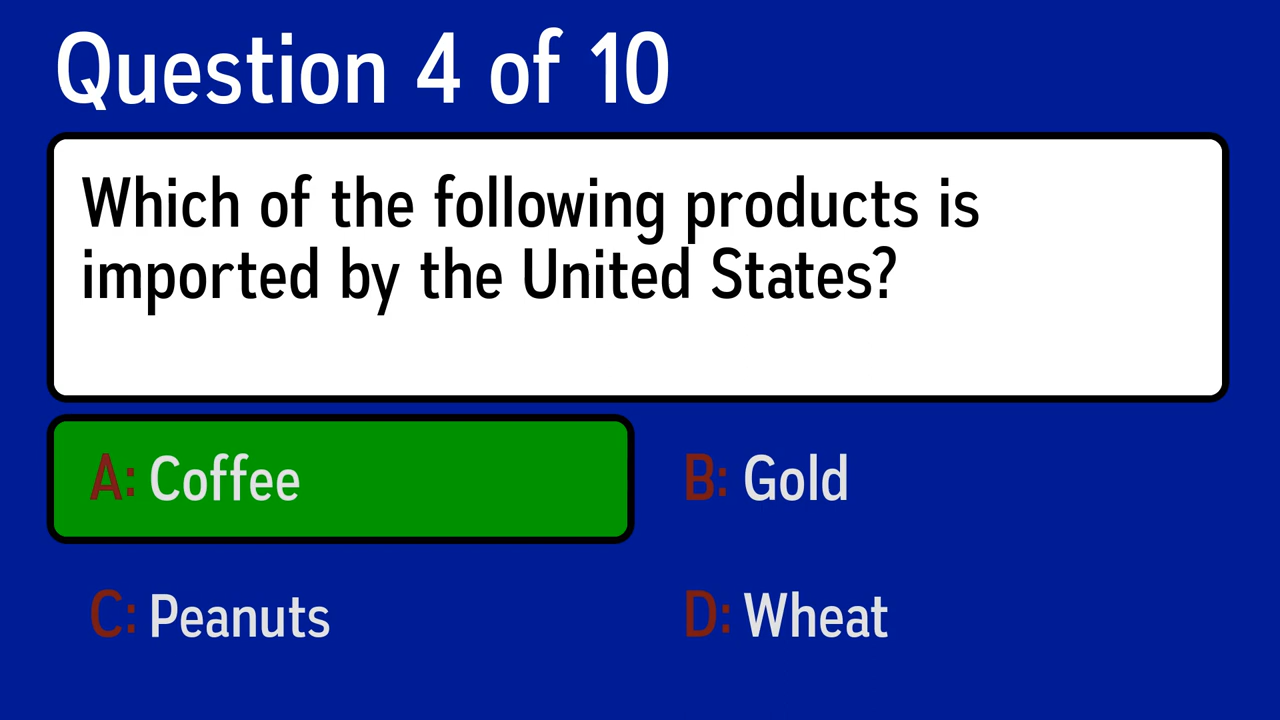 Question 4 of 10
Which of the following products is
imported by the United States?
A: Coffee
B: Gold
C: Peanuts
D: Wheat